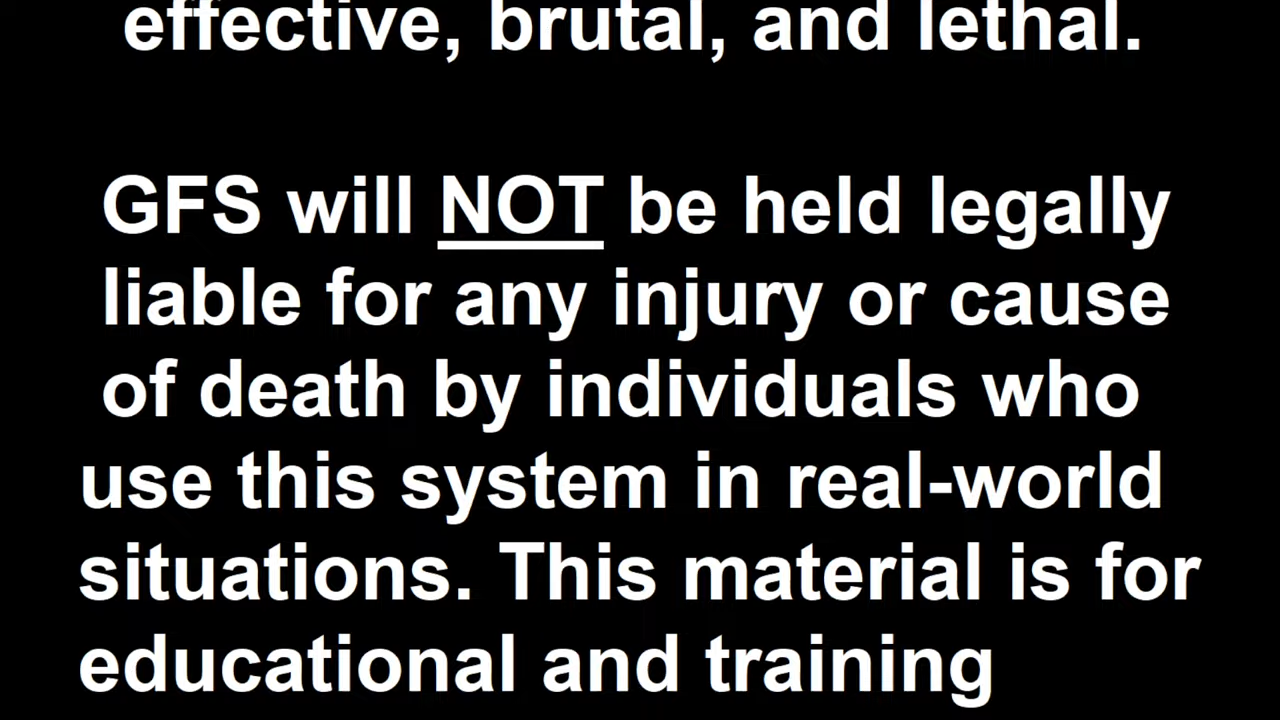 effective, brutal, and lethal.
GFS will NOT be held legally
liable for any injury or cause
of death by individuals who
use this system in real-world
situations. This material is for
educational and training